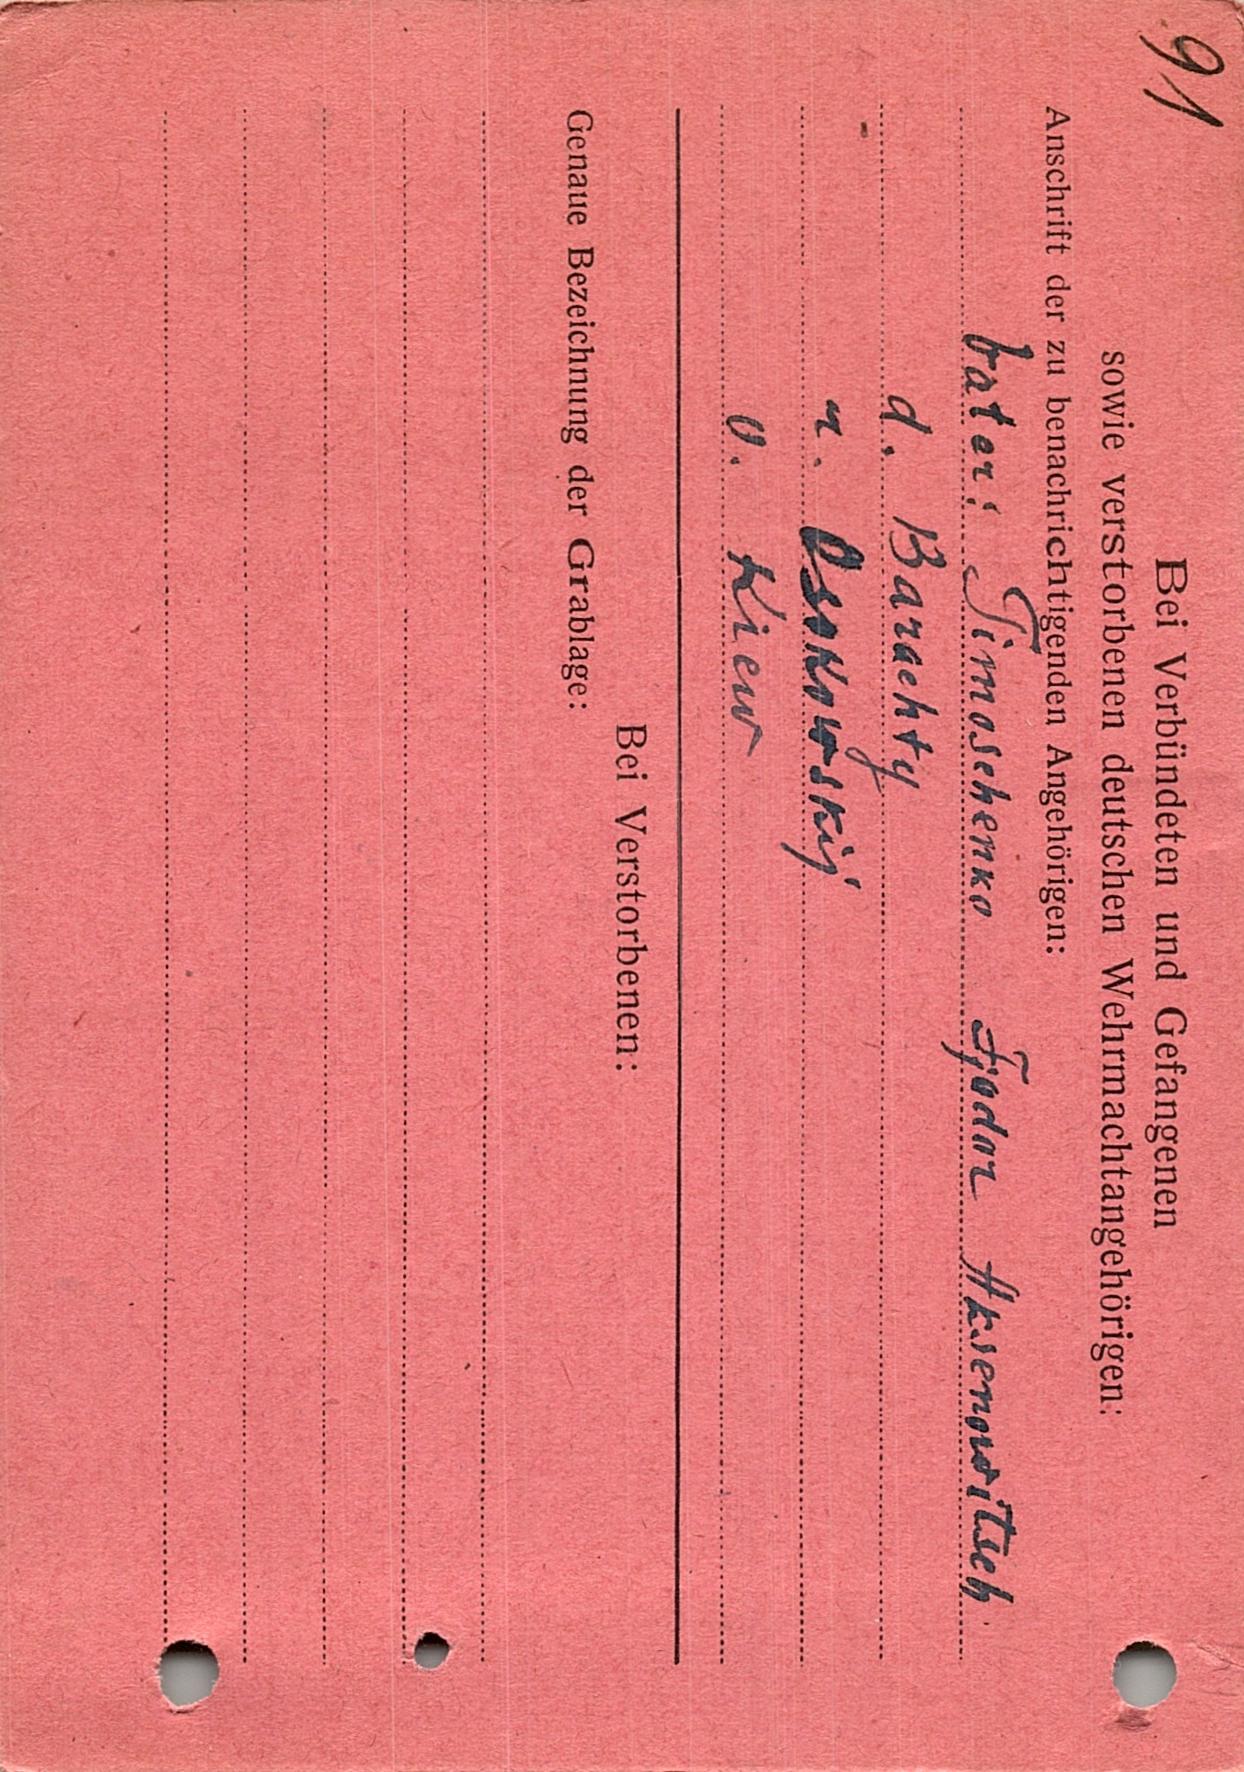 91
Bei Verbündeten und Gefangenen
sowie verstorbenen deutschen Wehrmachtangehörigen:
Anschrift der zu benachrichtigenden Angehörigen:
Vater: Timoschenko Fjodor Aksenowitsch
d. Barachty
r. Osokowskij
o. Kiew
Bei Verstorbenen:
Genaue Bezeichnung der Grablage: